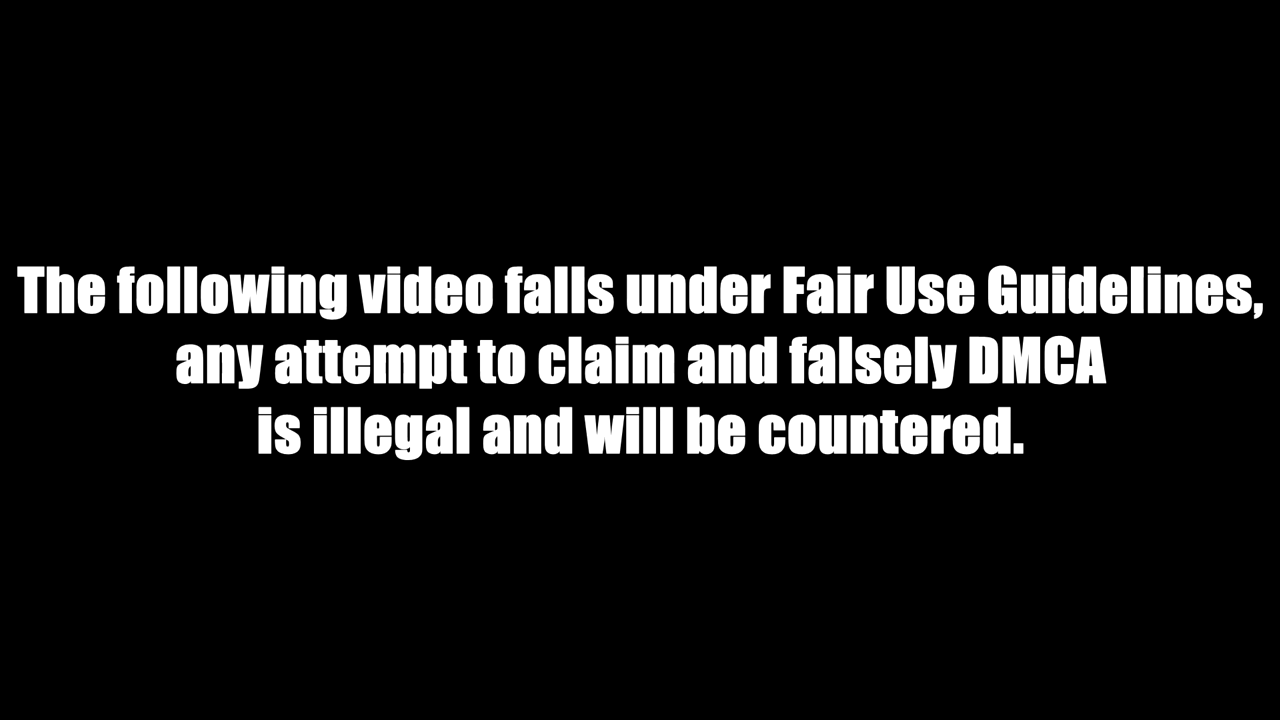 The following video falls under Fair Use Guidelines,
any attempt to claim and falsely DMCA
is illegal and will be countered.